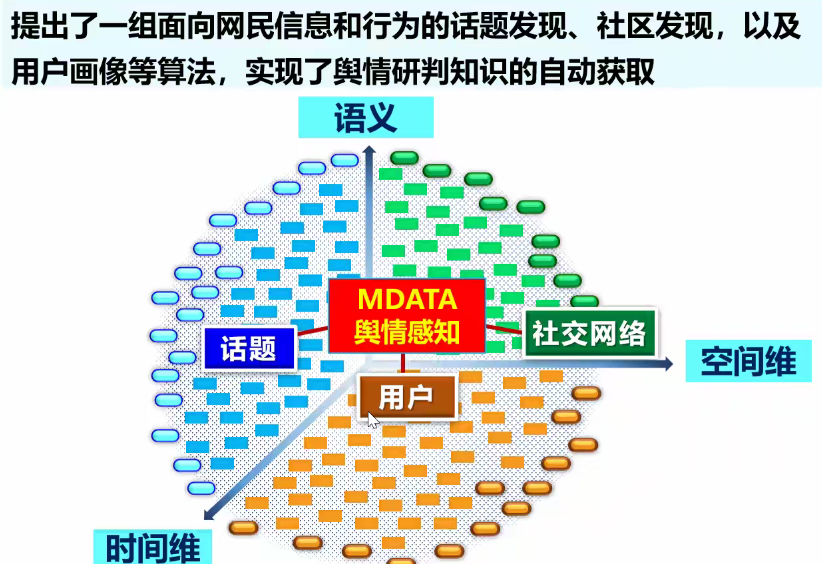 提出了一组面向网民信息和行为的话题发现、社区发现，以及
用户画像等算法，实现了舆情研判知识的自动获取
语义
MDATA
舆情感知
话题
社交网络
空间维
用户
时间维